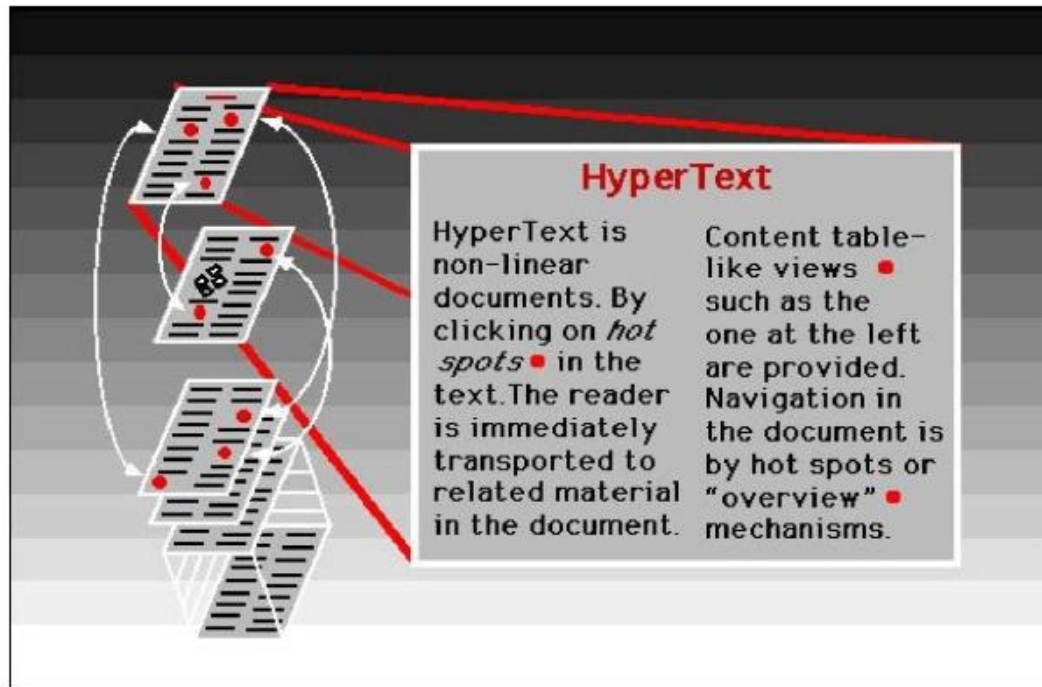 HyperText
HyperText is
non-linear
documents. By
clicking on hot
spots in the
text.The reader
is immediately
transported to
related material
in the document.
Content table-
like views
such as the
one at the left
are provided.
Navigation in
the document is
by hot spots or
“overview”
mechanisms.